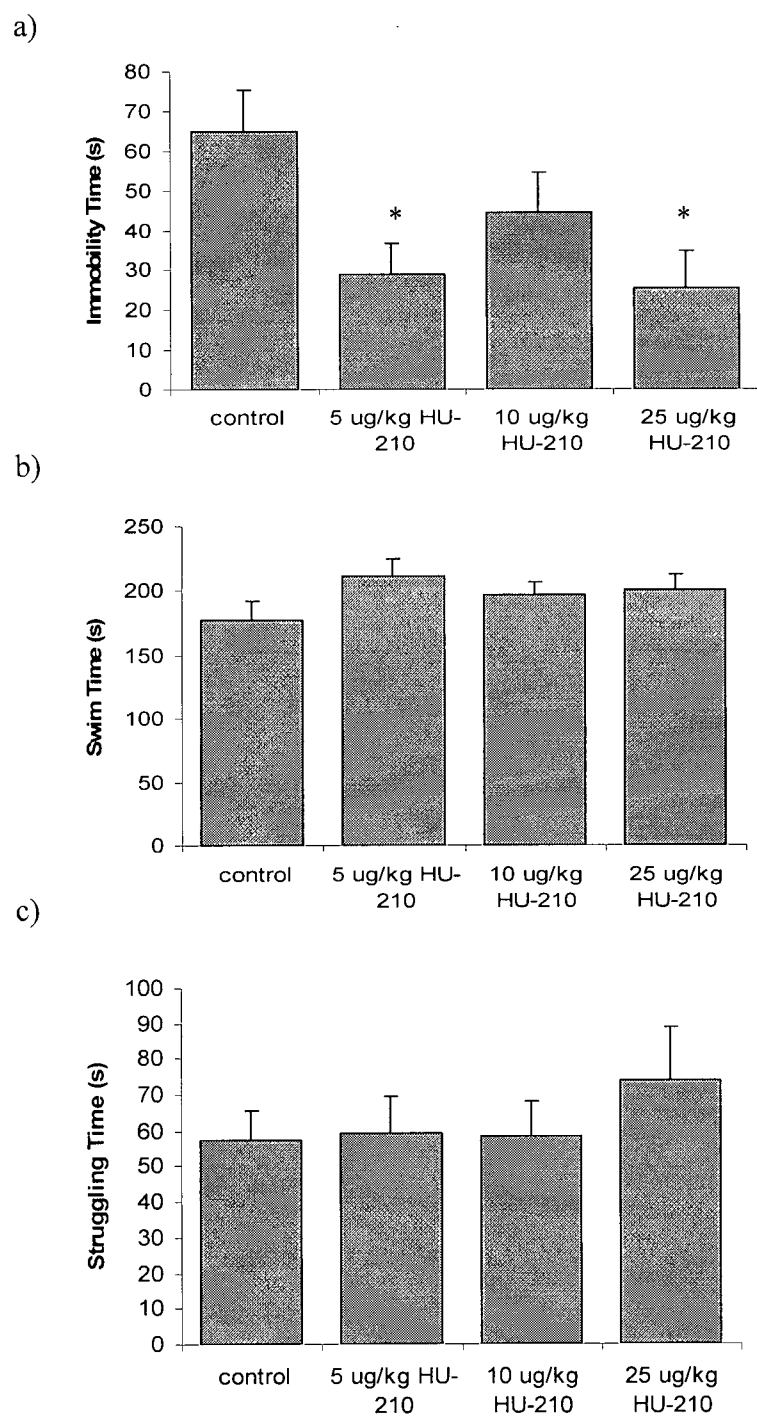 a)
80
70
60
50
40
30
20
10
0
Immobility Time (s)
*
*
control
5 ug/kg HU-
210
10 ug/kg
HU-210
25 ug/kg
HU-210
b)
250
200
150
100
50
0
Swim Time (s)
control
5 ug/kg HU-
210
10 ug/kg
HU-210
25 ug/kg
HU-210
c)
100
90
80
70
60
50
40
30
20
10
0
Struggling Time (s)
control
5 ug/kg HU-
210
10 ug/kg
HU-210
25 ug/kg
HU-210